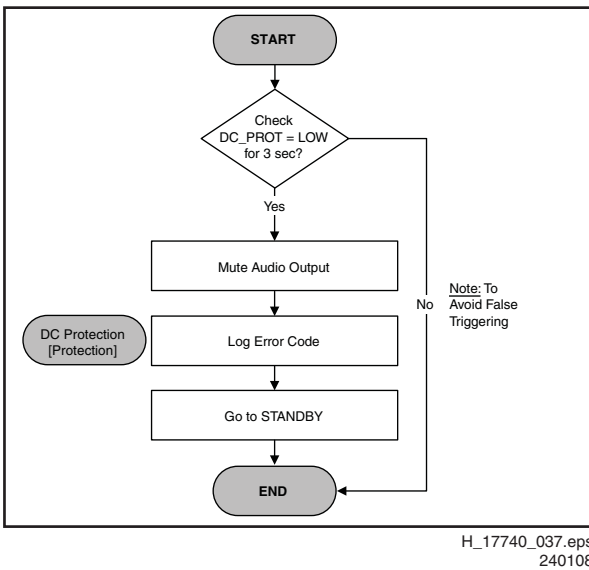 START
Check
DC_PROT = LOW
for 3 sec?
Yes
Mute Audio Output
No
Note: To
Avoid False
Triggering
DC Protection
[Protection]
Log Error Code
Go to STANDBY
END
H_17740_037.eps
240108